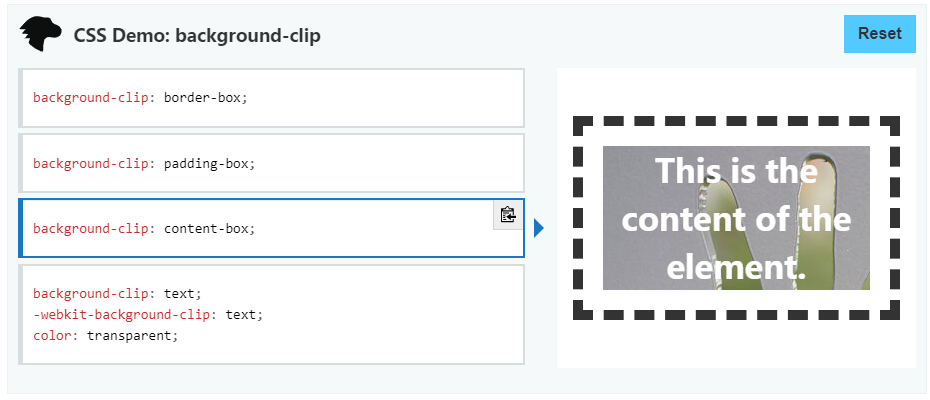 CSS Demo: background-clip
Reset
background-clip: border-box;
background-clip: padding-box;
background-clip: content-box;
background-clip: text;
-webkit-background-clip: text;
color: transparent;
This is the
content of the
element.